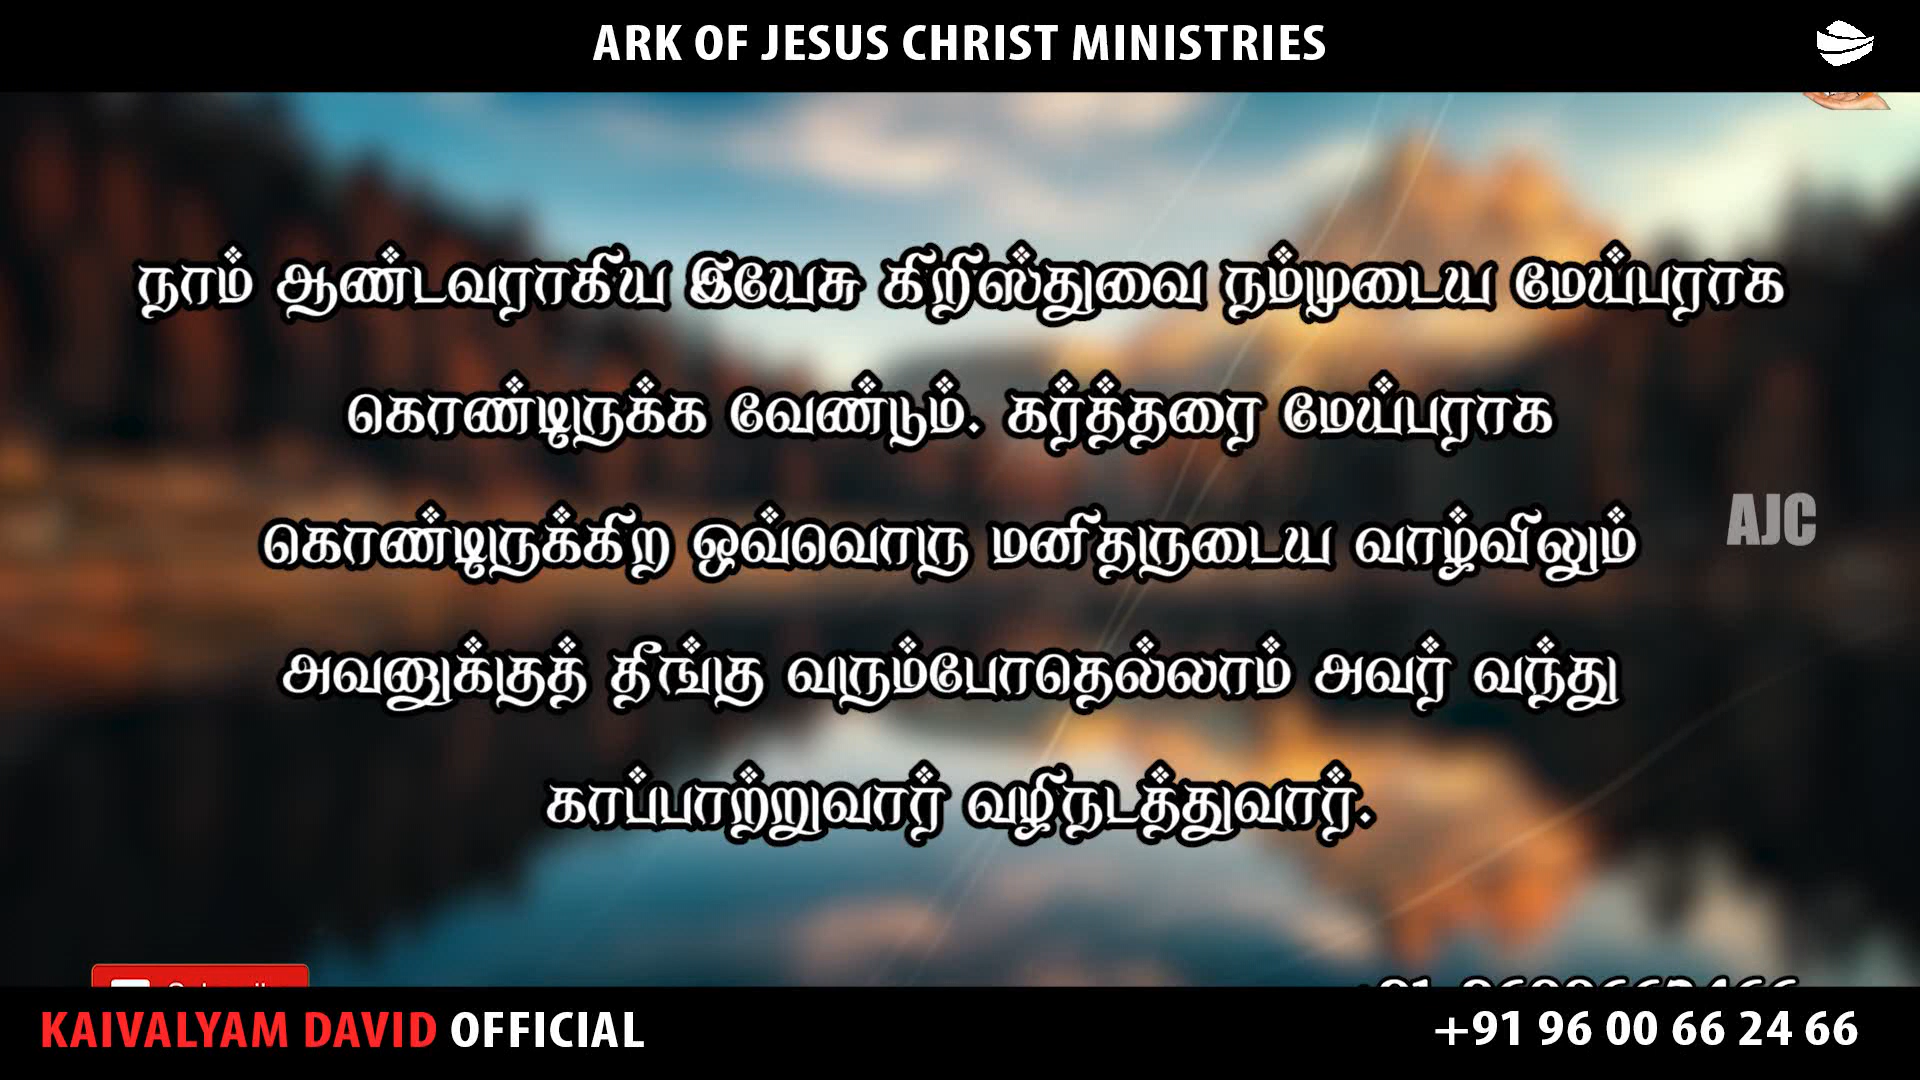 ARK OF JESUS CHRIST MINISTRIES
நாம் ஆண்டவராகிய இயேசு கிறிஸ்துவை நம்முடைய மேய்ப்பராக
கொண்டிருக்க வேண்டும். கர்த்தரை மேய்ப்பராக
கொண்டிருக்கிற ஒவ்வொரு மனிதருடைய வாழ்விலும்
AJC
அவனுக்குத் தீங்கு வரும்போதெல்லாம் அவர் வந்து
காப்பாற்றுவார் வழிநடத்துவார்.
KAIVALYAM DAVID OFFICIAL
+91 96 00 66 24 66